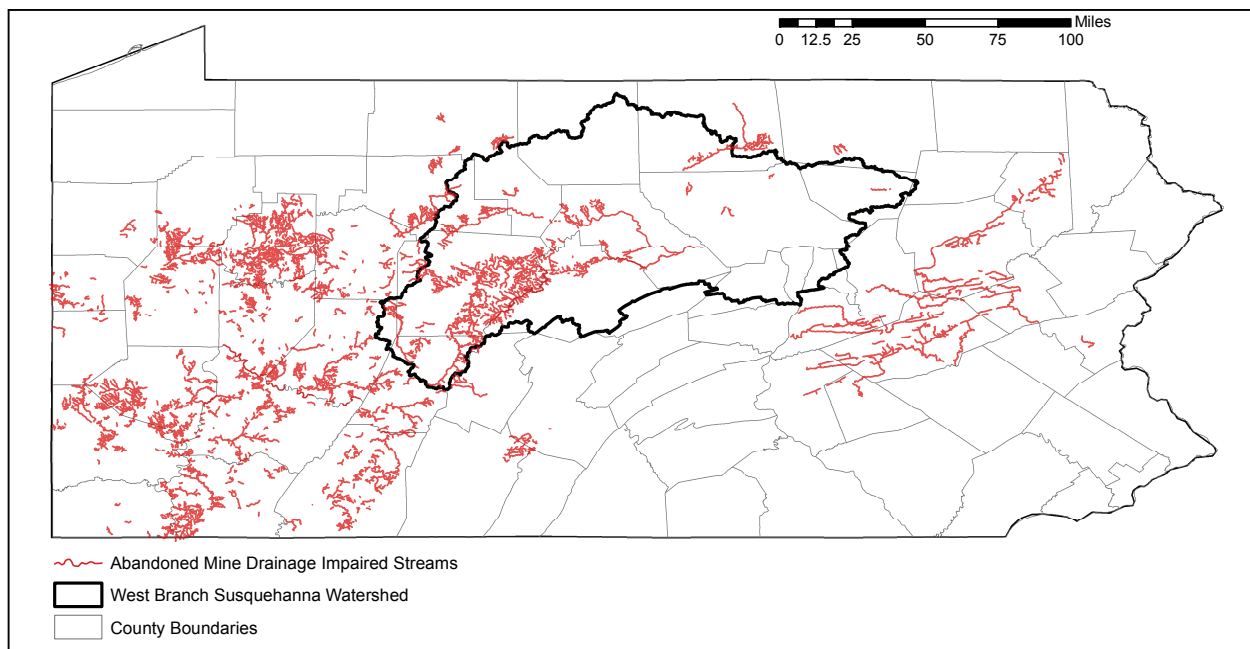 Miles
0 12.5 25 50 75 100
Abandoned Mine Drainage Impaired Streams
West Branch Susquehanna Watershed
County Boundaries